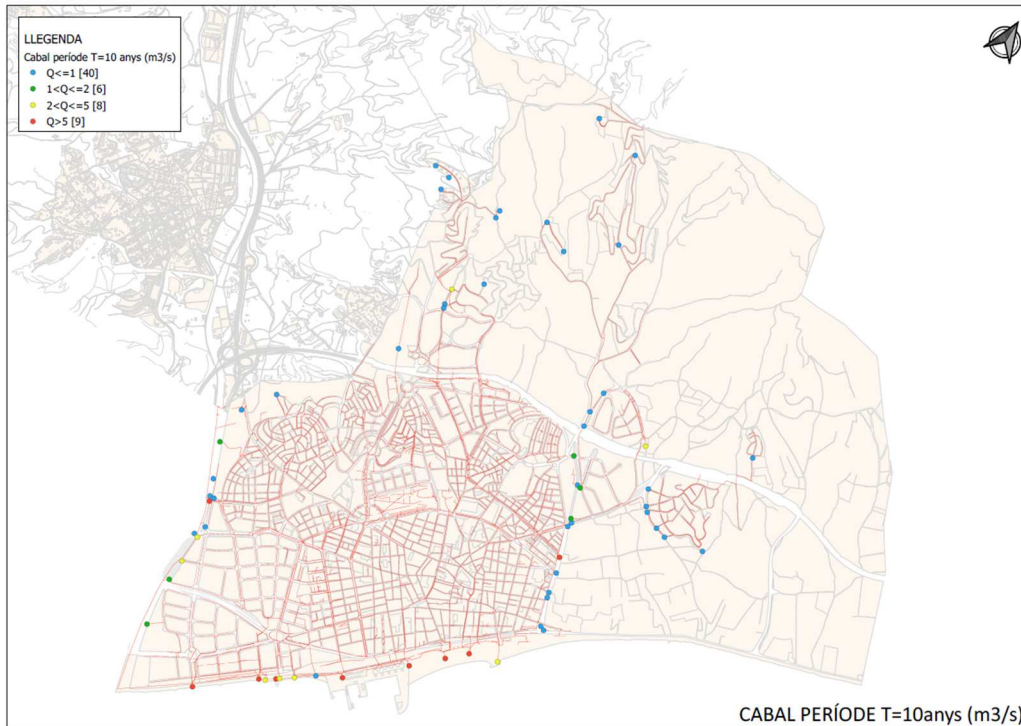 LLEGENDA
Cabal període T=10 anys (m3/s)
Q<=1 [40]
1<Q<=2 [6]
2<Q<=5 [8]
Q>5 [9]
CABAL PERÍODE T=10anys (m3/s)